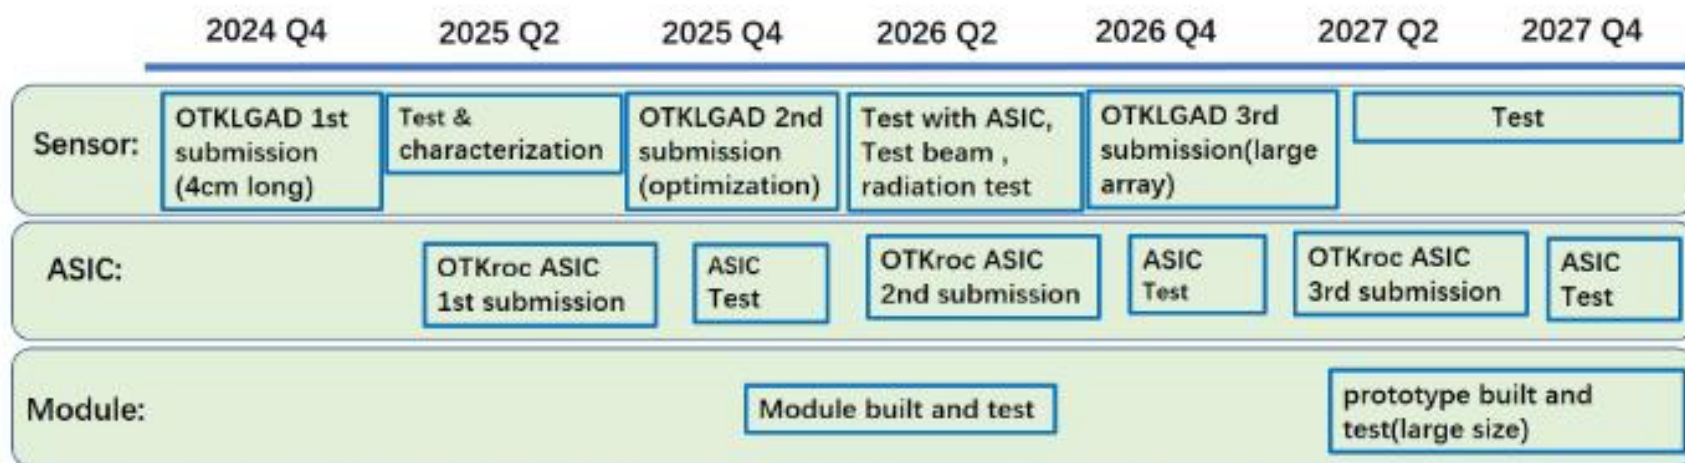 2024 Q4 2025 Q2 2025 Q4 2026 Q2 2026 Q4 2027 Q2 2027 Q4
Sensor:
OTKLGAD 1st
submission
(4cm long)
Test &
characterization
OTKLGAD 2nd
submission
(optimization)
Test with ASIC,
Test beam ,
radiation test
OTKLGAD 3rd
submission(large
array)
Test
ASIC:
OTKroc ASIC
1st submission
ASIC
Test
OTKroc ASIC
2nd submission
ASIC
Test
OTKroc ASIC
3rd submission
ASIC
Test
Module:
Module built and test
prototype built and
test(large size)